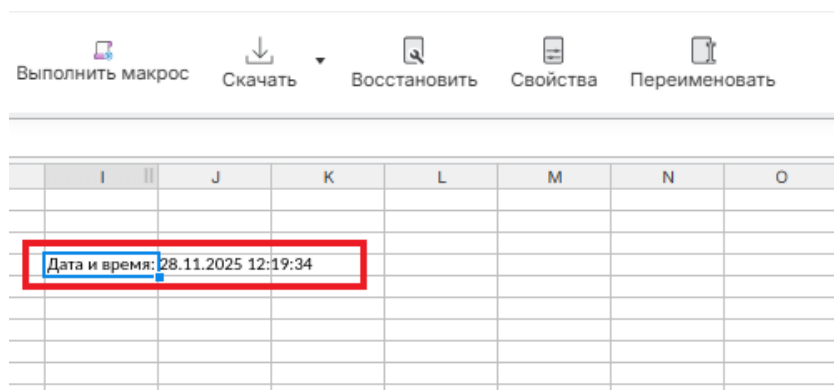 Выполнить макрос Скачать Восстановить Свойства Переименовать
I J K L M N O
Дата и время: 28.11.2025 12:19:34